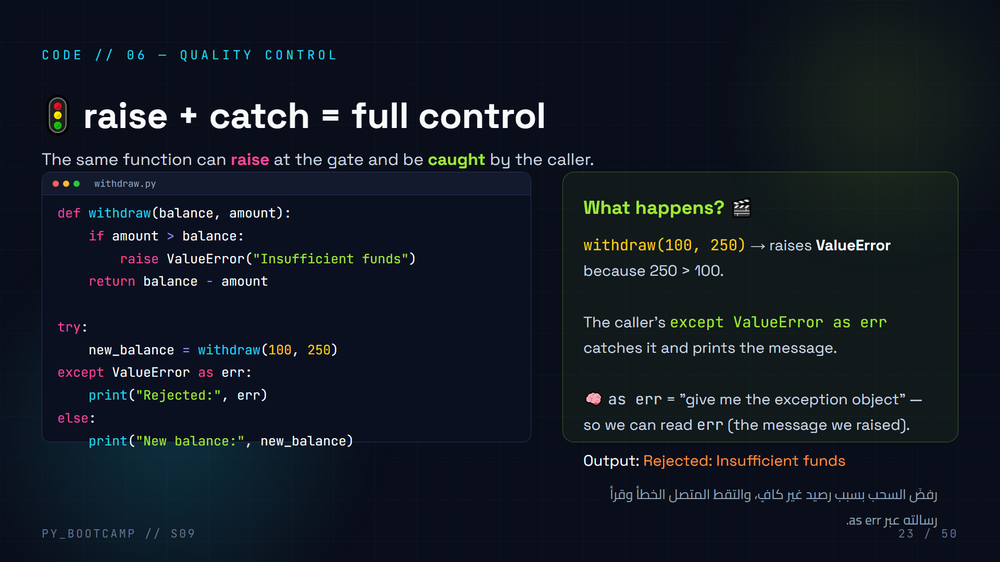 CODE // 06 — QUALITY CONTROL
🚦 raise + catch = full control
The same function can raise at the gate and be caught by the caller.
withdraw.py
def withdraw(balance, amount):
    if amount > balance:
        raise ValueError("Insufficient funds")
    return balance - amount
try:
    new_balance = withdraw(100, 250)
except ValueError as err:
    print("Rejected:", err)
else:
    print("New balance:", new_balance)
What happens? 🎬
withdraw(100, 250) → raises ValueError
because 250 > 100.
The caller’s except ValueError as err
catches it and prints the message.
🧠 as err = ”give me the exception object” —
so we can read err (the message we raised).
Output: Rejected: Insufficient funds
رفضَ السحب بسبب رصيد غير كافٍ، والتقط المتصل الخطأ وقرأ
رسالته عبر as err.
PY_BOOTCAMP // S09
23 / 50